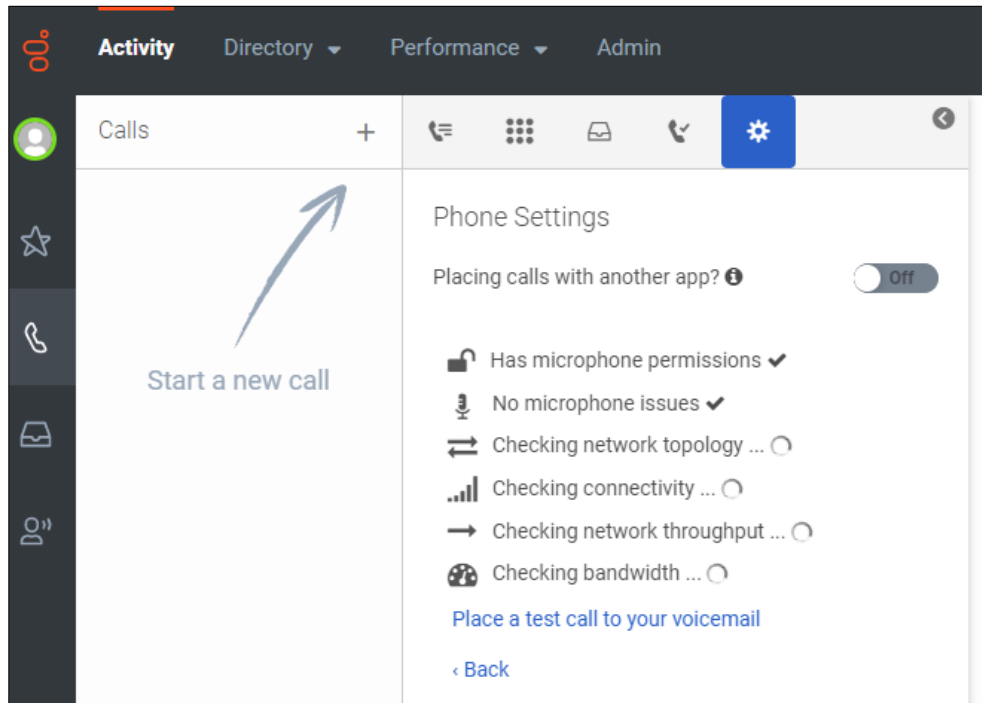 Activity Directory Performance Admin
Calls +
Start a new call
Phone Settings
Placing calls with another app?
Off
Has microphone permissions
No microphone issues
Checking network topology ...
Checking connectivity ...
Checking network throughput ...
Checking bandwidth ...
Place a test call to your voicemail
‹ Back